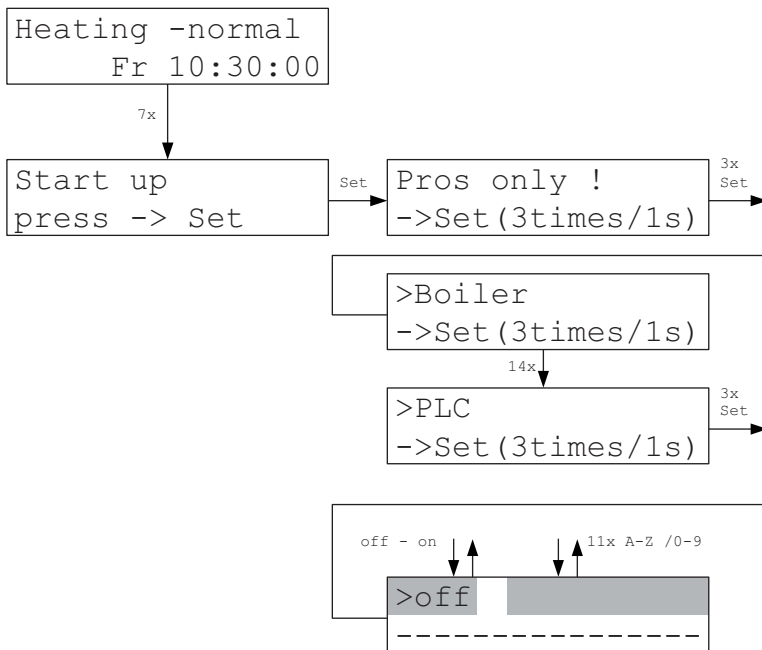 Heating -normal
Fr 10:30:00
7x
Start up
press -> Set
Set
Pros only !
->Set(3times/1s)
3x
Set
>Boiler
->Set(3times/1s)
14x
>PLC
->Set(3times/1s)
3x
Set
off - on
11x A-Z /0-9
>off
----------------